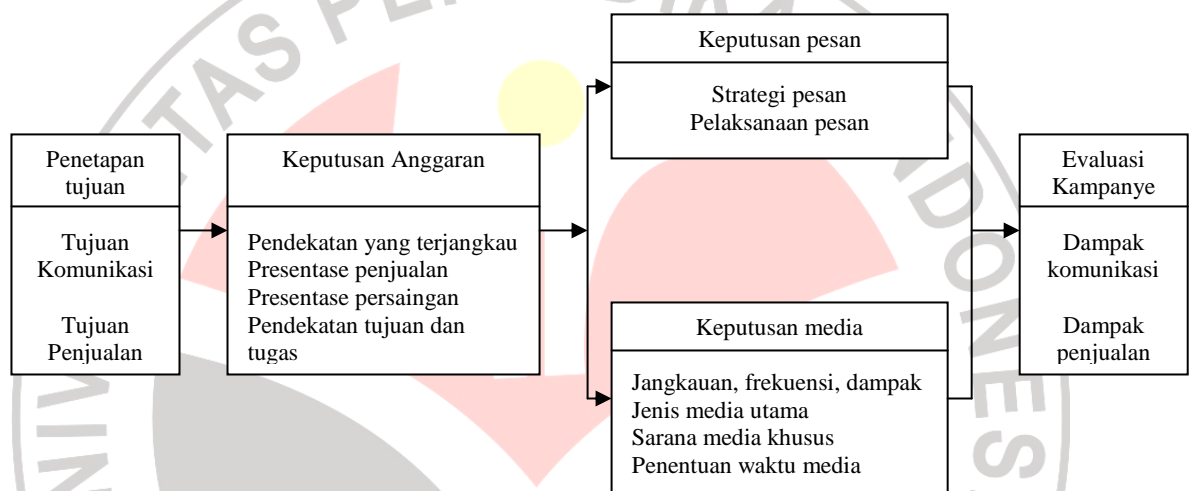 Penetapan
tujuan
Tujuan
Komunikasi
Tujuan
Penjualan
Keputusan Anggaran
Pendekatan yang terjangkau
Presentase penjualan
Presentase persaingan
Pendekatan tujuan dan
tugas
Keputusan pesan
Strategi pesan
Pelaksanaan pesan
Keputusan media
Jangkauan, frekuensi, dampak
Jenis media utama
Sarana media khusus
Penentuan waktu media
Evaluasi
Kampanye
Dampak
komunikasi
Dampak
penjualan